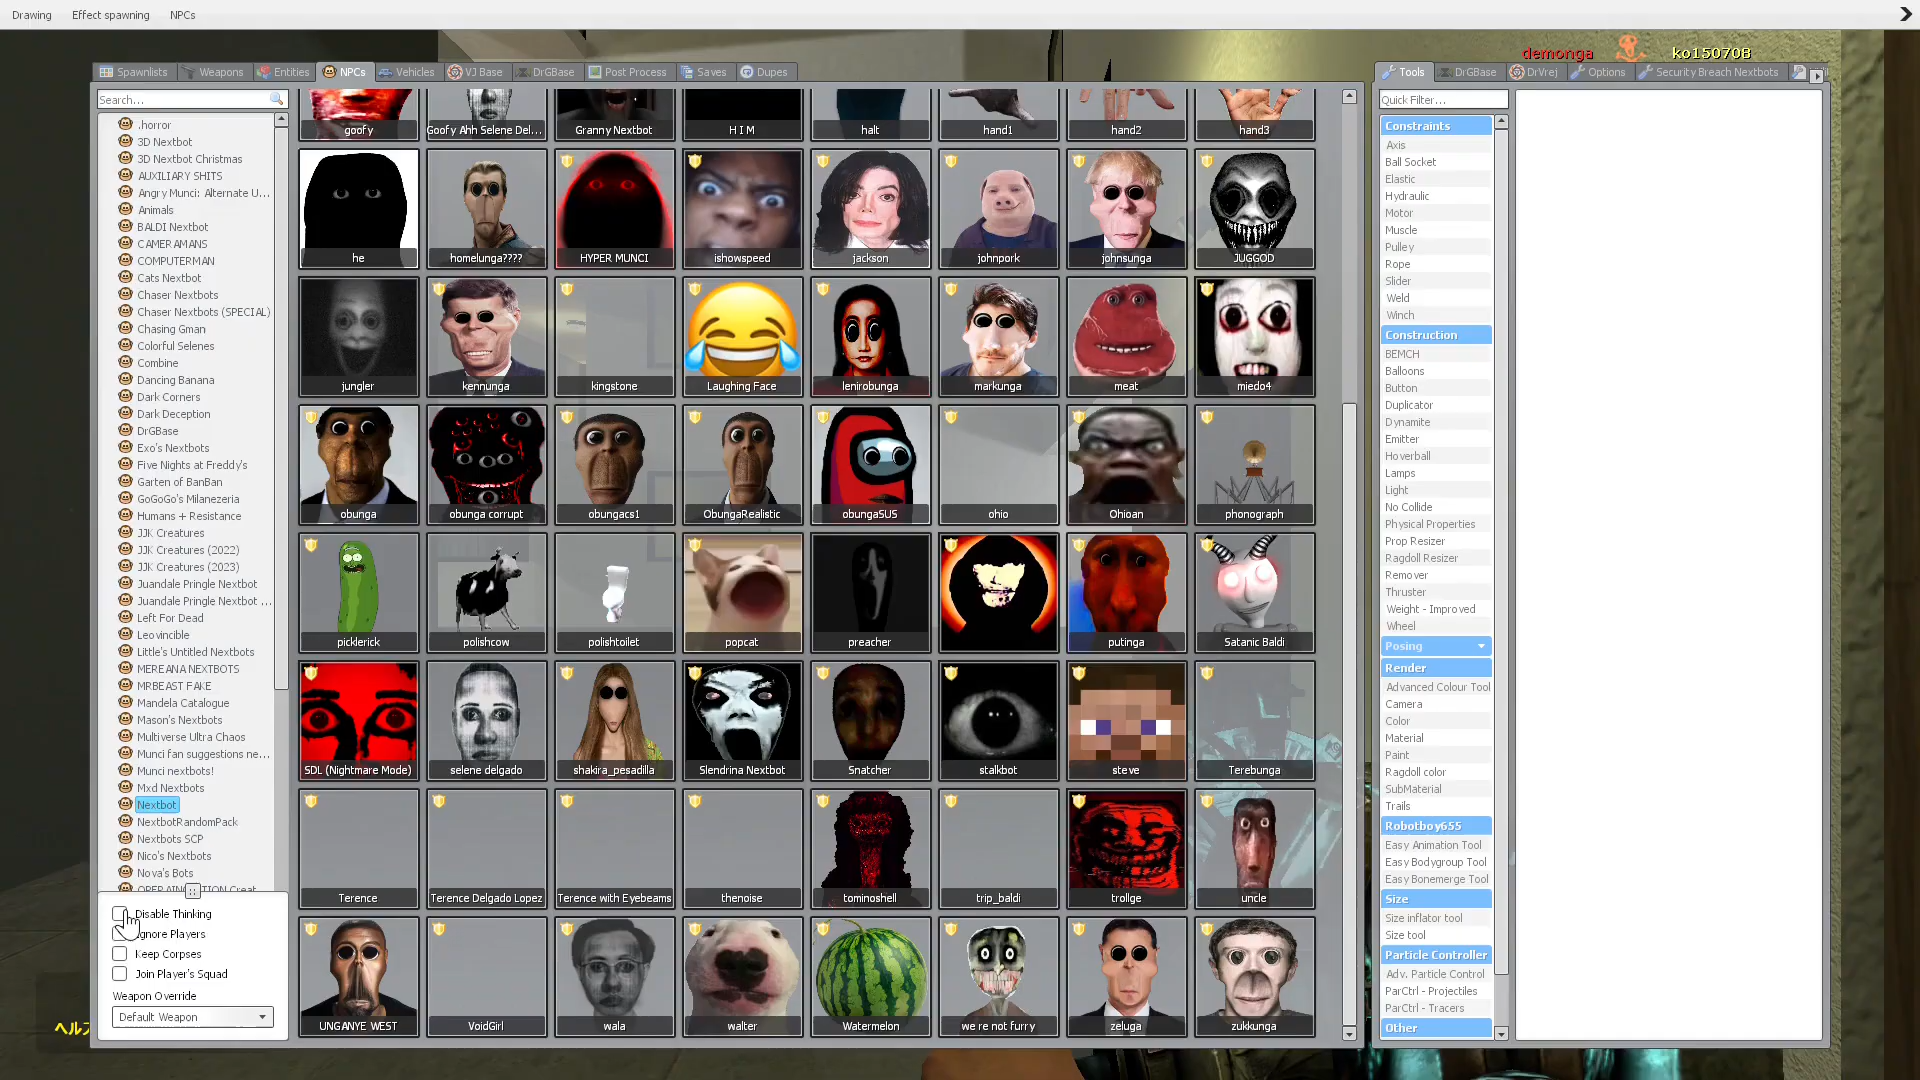 Drawing Effect spawning NPCs
demonga ko150708
Spawnlists Weapons Entities NPCs Vehicles VJ Base DrGBase Post Process Saves Dupes
Tools DrGBase DrVrej Options Security Breach Nextbots
Search...
.horror
3D Nextbot
3D Nextbot Christmas
AUXILIARY SHITS
Angry Munci: Alternate U...
Animals
BALDI Nextbot
CAMERAMANS
COMPUTERMAN
Cats Nextbot
Chaser Nextbots
Chaser Nextbots (SPECIAL)
Chasing Gman
Colorful Selenes
Combine
Dancing Banana
Dark Corners
Dark Deception
DrGBase
Exo's Nextbots
Five Nights at Freddy's
Garten of BanBan
GoGoGo's Milanezeria
Humans + Resistance
JJK Creatures
JJK Creatures (2022)
JJK Creatures (2023)
Juandale Pringle Nextbot
Juandale Pringle Nextbot ...
Left For Dead
Leovincible
Little's Untitled Nextbots
MEREANA NEXTBOTS
MRBEAST FAKE
Mandela Catalogue
Mason's Nextbots
Multiverse Ultra Chaos
Munci fan suggestions ne...
Munci nextbots!
Mxd Nextbots
Nextbot
NextbotRandomPack
Nextbots SCP
Nico's Nextbots
Nova's Bots
Disable Thinking
Ignore Players
Keep Corpses
Join Player's Squad
Weapon Override
Default Weapon
ヘル
goofy Goofy Ahh Selene Del... Granny Nextbot H I M halt hand1 hand2 hand3
he homelunga???? HYPER MUNCI ishowspeed jackson johnpork johnsunga JUGGOD
jungler kennunga kingstone Laughing Face lenirobunga markunga meat miedo4
obunga obunga corrupt obungacs1 ObungaRealistic obungaSUS ohio Ohioan phonograph
picklerick polishcow polishtoilet popcat preacher putinga Satanic Baldi
SDL (Nightmare Mode) selene delgado shakira_pesadilla Slendrina Nextbot Snatcher stalkbot steve Terebunga
Terence Terence Delgado Lopez Terence with Eyebeams thenoise tominoshell trip_baldi trollge uncle
UNGANYE WEST VoidGirl wala walter Watermelon we re not furry zeluga zukkunga
Quick Filter...
Constraints
Axis
Ball Socket
Elastic
Hydraulic
Motor
Muscle
Pulley
Rope
Slider
Weld
Winch
Construction
BEMCH
Balloons
Button
Duplicator
Dynamite
Emitter
Hoverball
Lamps
Light
No Collide
Physical Properties
Prop Resizer
Ragdoll Resizer
Remover
Thruster
Weight - Improved
Wheel
Posing
Render
Advanced Colour Tool
Camera
Color
Material
Paint
Ragdoll color
SubMaterial
Trails
Robotboy655
Easy Animation Tool
Easy Bodygroup Tool
Easy Bonemerge Tool
Size
Size inflator tool
Size tool
Particle Controller
Adv. Particle Control
ParCtrl - Projectiles
ParCtrl - Tracers
Other